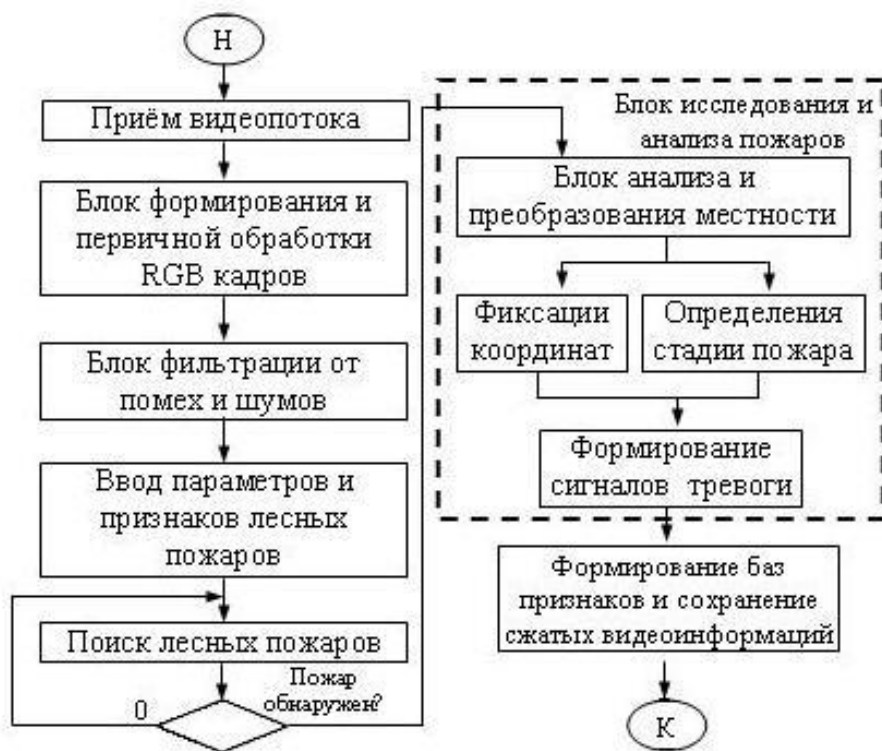 Н
Приём видеопотока
Блок формирования и
первичной обработки
RGB кадров
Блок фильтрации от
помех и шумов
Ввод параметров и
признаков лесных
пожаров
Поиск лесных пожаров
Пожар
обнаружен?
0
Блок исследования и
анализа пожаров
Блок анализа и
преобразования местности
Фиксации
координат
Определения
стадии пожара
Формирование
сигналов тревоги
Формирование баз
признаков и сохранение
сжатых видеоинформаций
К